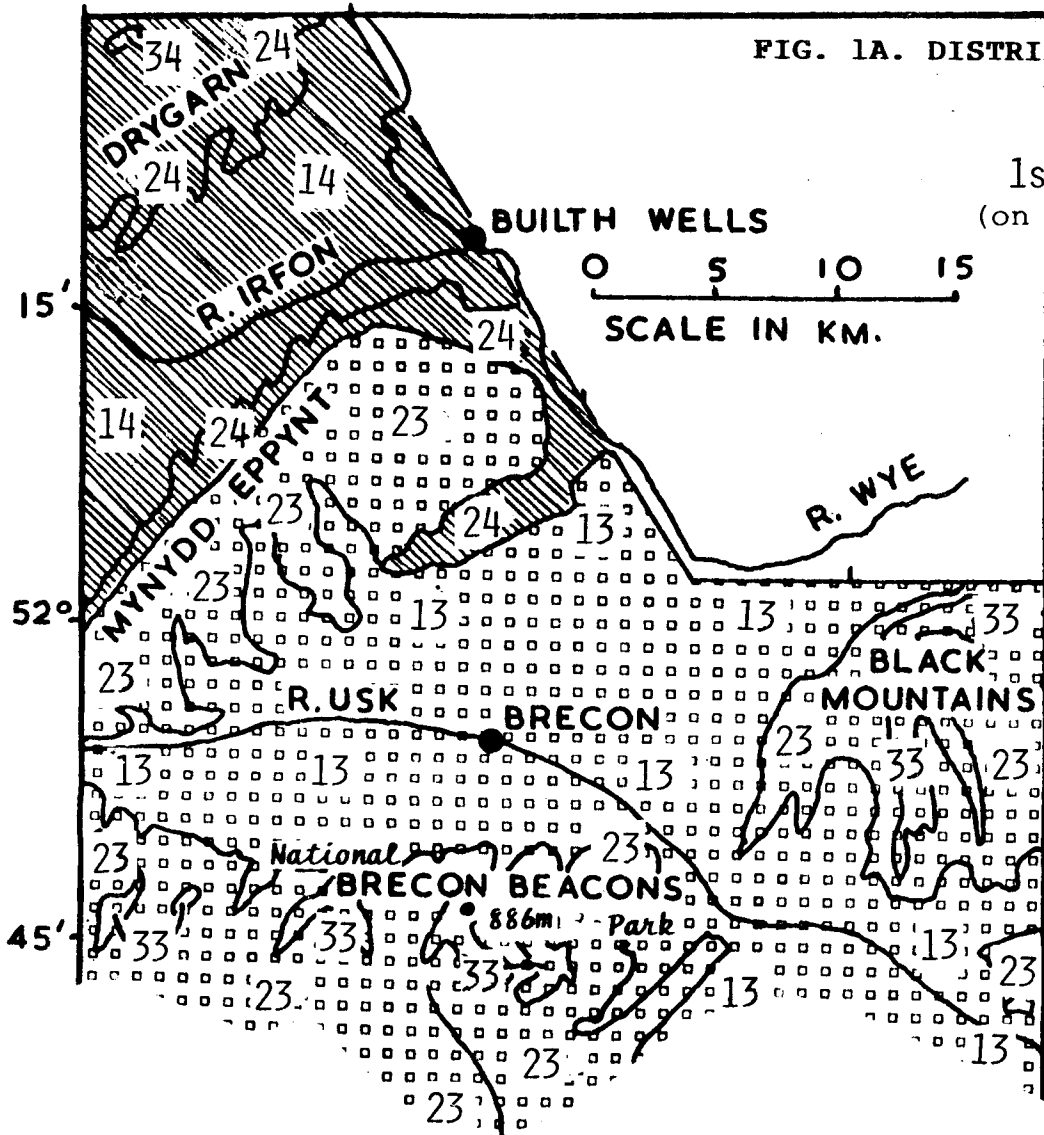 FIG. 1A. DISTRI
34
24
DRYGARN
24
14
1s
(on
BUILTH WELLS
0 5 10 15
SCALE IN KM.
R. IRFON
15'
24
23
14
24
MYNYDD EPPYNT
23
24
13
R. WYE
23
52°
13
13
33
BLACK
MOUNTAINS
23
R. USK
BRECON
23
33
23
13
13
13
23
National
23
BRECON BEACONS
886m
Park
45'
33
33
33
13
23
23
13
13
23
23